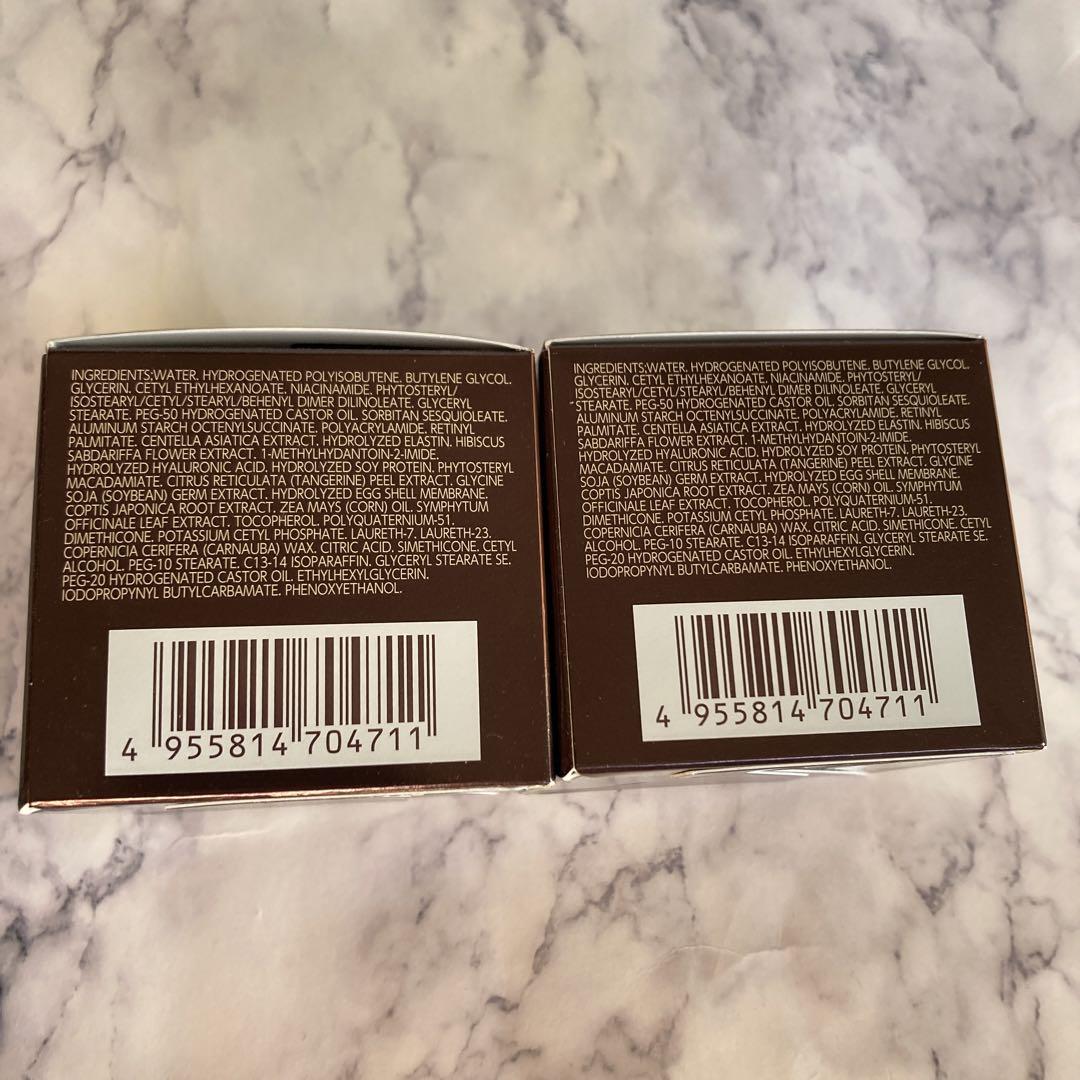 INGREDIENTS:WATER. HYDROGENATED POLYISOBUTENE. BUTYLENE GLYCOL.
GLYCERIN. CETYL ETHYLHEXANOATE. NIACINAMIDE. PHYTOSTERYL/
ISOSTEARYL/CETYL/STEARYL/BEHENYL DIMER DILINOLEATE. GLYCERYL
STEARATE. PEG-50 HYDROGENATED CASTOR OIL. SORBITAN SESQUIOLEATE.
ALUMINUM STARCH OCTENYLSUCCINATE. POLYACRYLAMIDE. RETINYL
PALMITATE. CENTELLA ASIATICA EXTRACT. HYDROLYZED ELASTIN. HIBISCUS
SABDARIFFA FLOWER EXTRACT. 1-METHYLHYDANTOIN-2-IMIDE.
HYDROLYZED HYALURONIC ACID. HYDROLYZED SOY PROTEIN. PHYTOSTERYL
MACADAMIATE. CITRUS RETICULATA (TANGERINE) PEEL EXTRACT. GLYCINE
SOJA (SOYBEAN) GERM EXTRACT. HYDROLYZED EGG SHELL MEMBRANE.
COPTIS JAPONICA ROOT EXTRACT. ZEA MAYS (CORN) OIL. SYMPHYTUM
OFFICINALE LEAF EXTRACT. TOCOPHEROL. POLYQUATERNIUM-51.
DIMETHICONE. POTASSIUM CETYL PHOSPHATE. LAURETH-7. LAURETH-23.
COPERNICIA CERIFERA (CARNAUBA) WAX. CITRIC ACID. SIMETHICONE. CETYL
ALCOHOL. PEG-10 STEARATE. C13-14 ISOPARAFFIN. GLYCERYL STEARATE SE.
PEG-20 HYDROGENATED CASTOR OIL. ETHYLHEXYLGLYCERIN.
IODOPROPYNYL BUTYLCARBAMATE. PHENOXYETHANOL.
4 955814 704711
INGREDIENTS:WATER. HYDROGENATED POLYISOBUTENE. BUTYLENE GLYCOL.
GLYCERIN. CETYL ETHYLHEXANOATE. NIACINAMIDE. PHYTOSTERYL/
ISOSTEARYL/CETYL/STEARYL/BEHENYL DIMER DILINOLEATE. GLYCERYL
STEARATE. PEG-50 HYDROGENATED CASTOR OIL. SORBITAN SESQUIOLEATE.
ALUMINUM STARCH OCTENYLSUCCINATE. POLYACRYLAMIDE. RETINYL
PALMITATE. CENTELLA ASIATICA EXTRACT. HYDROLYZED ELASTIN. HIBISCUS
SABDARIFFA FLOWER EXTRACT. 1-METHYLHYDANTOIN-2-IMIDE.
HYDROLYZED HYALURONIC ACID. HYDROLYZED SOY PROTEIN. PHYTOSTERYL
MACADAMIATE. CITRUS RETICULATA (TANGERINE) PEEL EXTRACT. GLYCINE
SOJA (SOYBEAN) GERM EXTRACT. HYDROLYZED EGG SHELL MEMBRANE.
COPTIS JAPONICA ROOT EXTRACT. ZEA MAYS (CORN) OIL. SYMPHYTUM
OFFICINALE LEAF EXTRACT. TOCOPHEROL. POLYQUATERNIUM-51.
DIMETHICONE. POTASSIUM CETYL PHOSPHATE. LAURETH-7. LAURETH-23.
COPERNICIA CERIFERA (CARNAUBA) WAX. CITRIC ACID. SIMETHICONE. CETYL
ALCOHOL. PEG-10 STEARATE. C13-14 ISOPARAFFIN. GLYCERYL STEARATE SE.
PEG-20 HYDROGENATED CASTOR OIL. ETHYLHEXYLGLYCERIN.
IODOPROPYNYL BUTYLCARBAMATE. PHENOXYETHANOL.
4 955814 704711